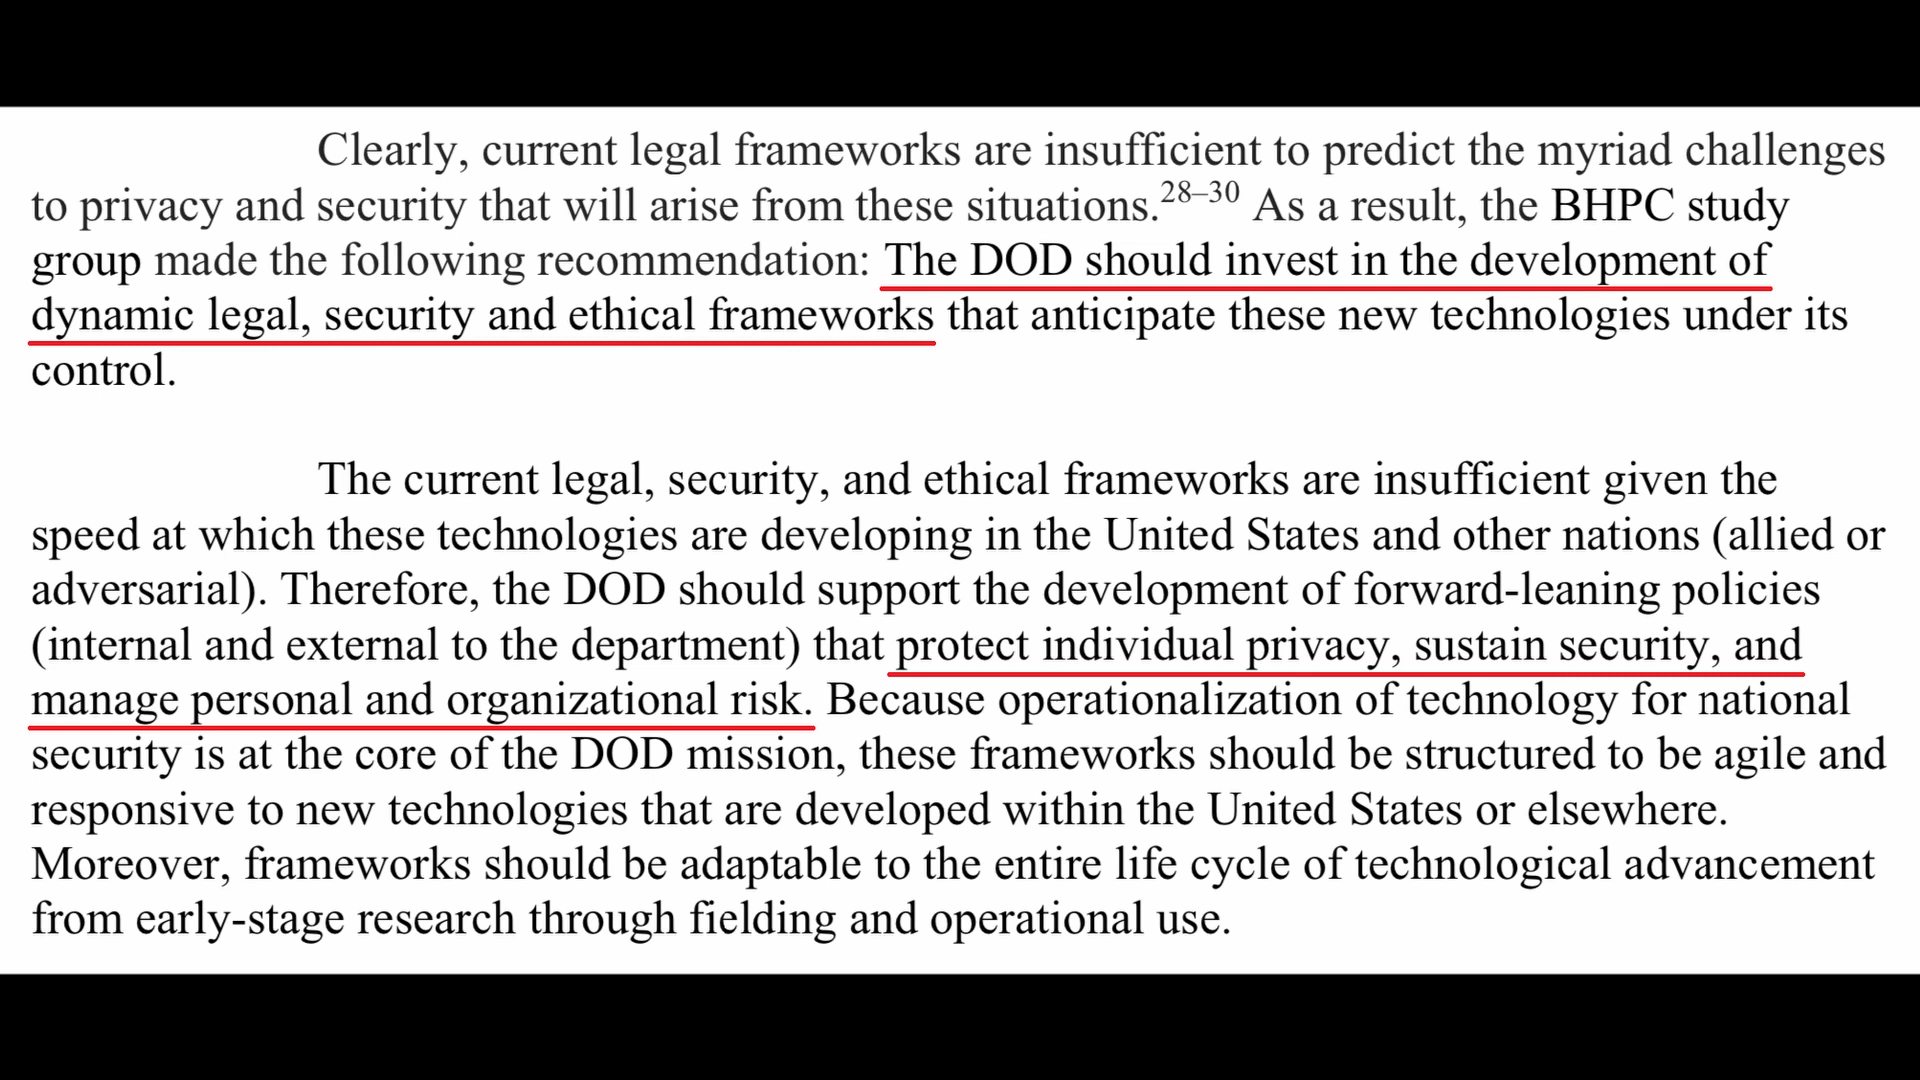 Clearly, current legal frameworks are insufficient to predict the myriad challenges
to privacy and security that will arise from these situations.28–30 As a result, the BHPC study
group made the following recommendation: The DOD should invest in the development of
dynamic legal, security and ethical frameworks that anticipate these new technologies under its
control.
The current legal, security, and ethical frameworks are insufficient given the
speed at which these technologies are developing in the United States and other nations (allied or
adversarial). Therefore, the DOD should support the development of forward-leaning policies
(internal and external to the department) that protect individual privacy, sustain security, and
manage personal and organizational risk. Because operationalization of technology for national
security is at the core of the DOD mission, these frameworks should be structured to be agile and
responsive to new technologies that are developed within the United States or elsewhere.
Moreover, frameworks should be adaptable to the entire life cycle of technological advancement
from early-stage research through fielding and operational use.